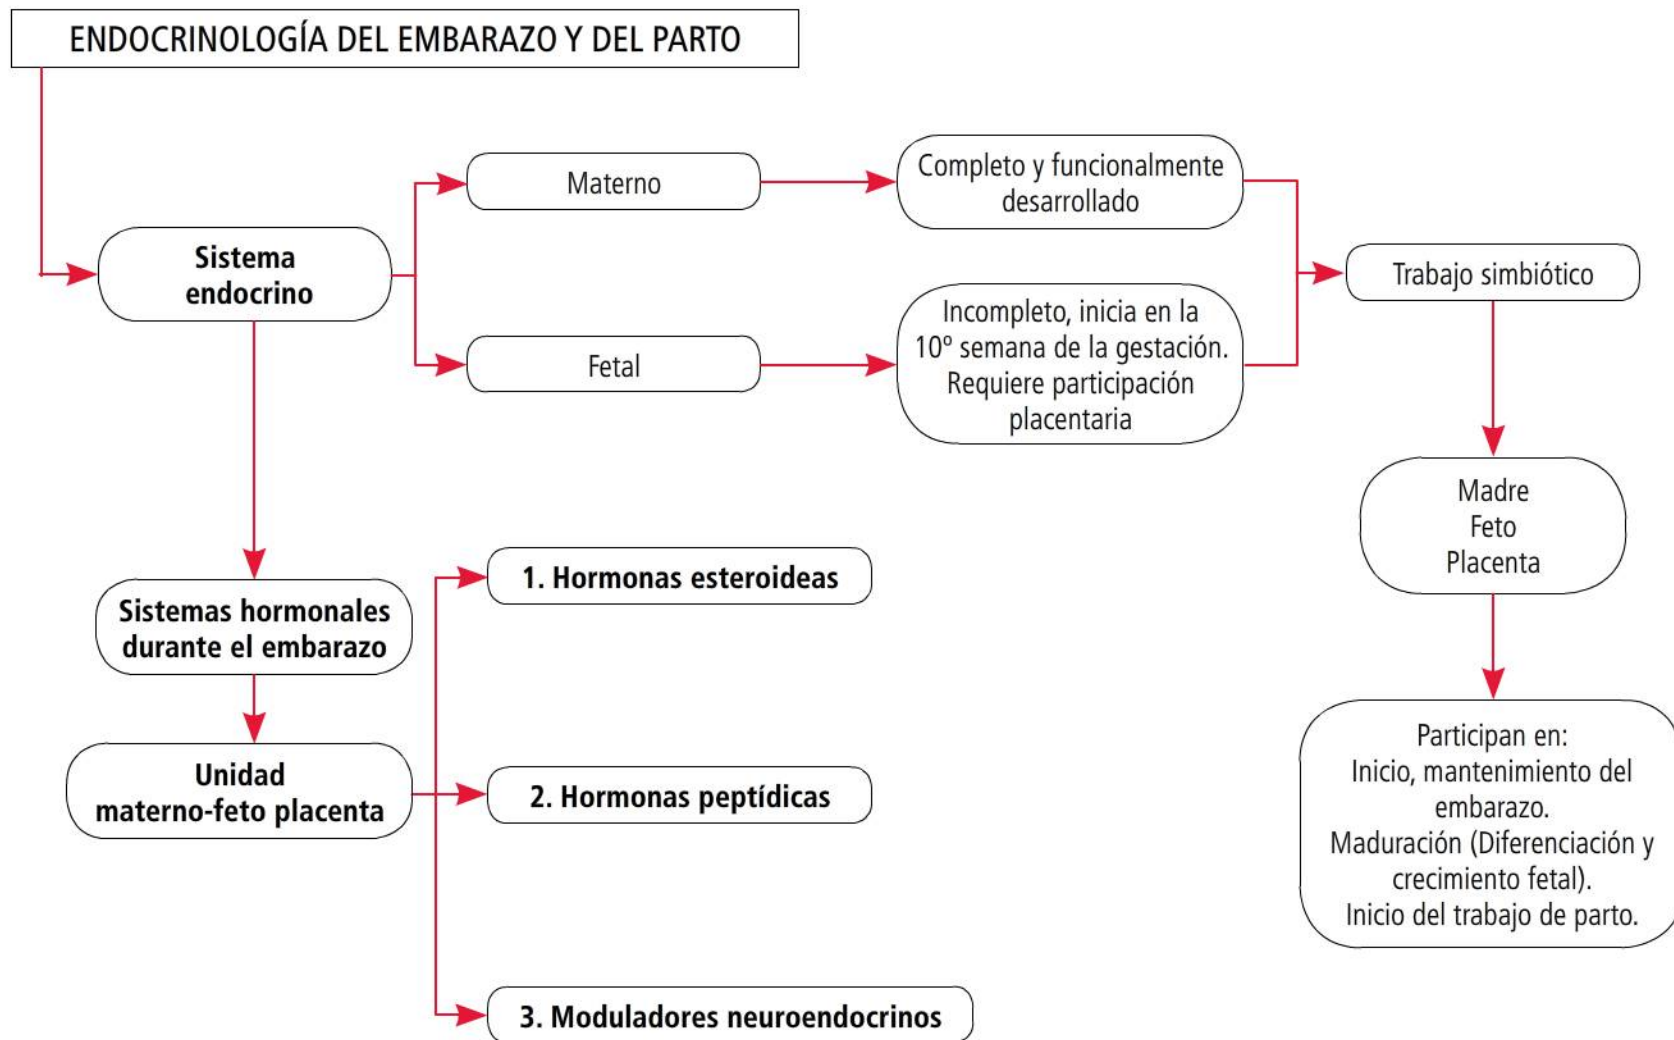 ENDOCRINOLOGÍA DEL EMBARAZO Y DEL PARTO
Sistema
endocrino
Materno
Completo y funcionalmente
desarrollado
Fetal
Incompleto, inicia en la
10º semana de la gestación.
Requiere participación
placentaria
Trabajo simbiótico
Madre
Feto
Placenta
Participan en:
Inicio, mantenimiento del
embarazo.
Maduración (Diferenciación y
crecimiento fetal).
Inicio del trabajo de parto.
Sistemas hormonales
durante el embarazo
Unidad
materno-feto placenta
1. Hormonas esteroideas
2. Hormonas peptídicas
3. Moduladores neuroendocrinos